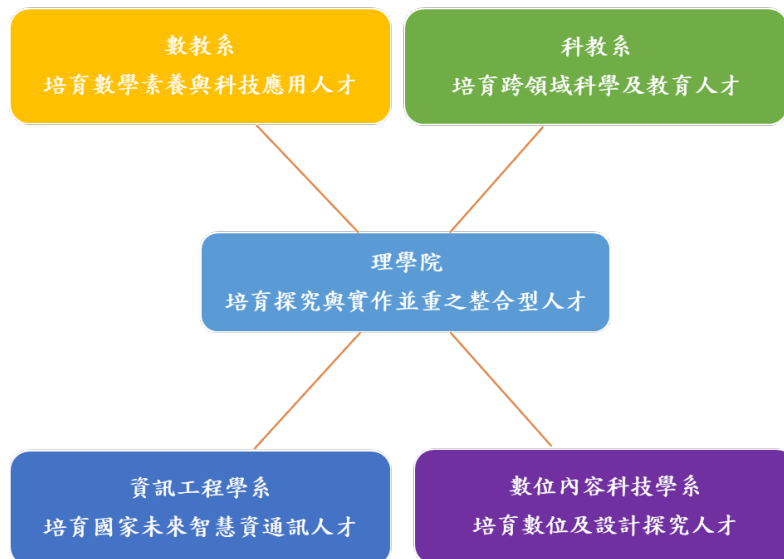 數教系
培育數學素養與科技應用人才
科教系
培育跨領域科學及教育人才
理學院
培育探究與實作並重之整合型人才
資訊工程學系
培育國家未來智慧資通訊人才
數位內容科技學系
培育數位及設計探究人才